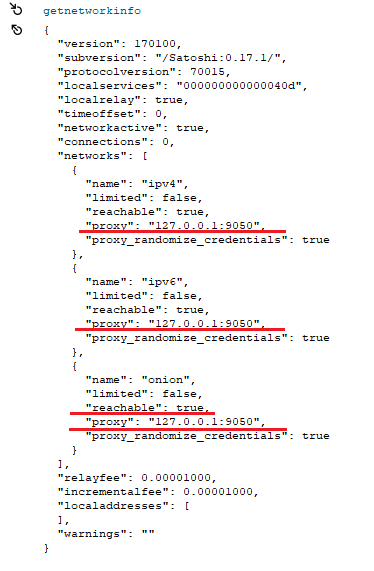 getnetworkinfo
{
"version": 170100,
"subversion": "/Satoshi:0.17.1/",
"protocolversion": 70015,
"localservices": "000000000000040d",
"localrelay": true,
"timeoffset": 0,
"networkactive": true,
"connections": 0,
"networks": [
{
"name": "ipv4",
"limited": false,
"reachable": true,
"proxy": "127.0.0.1:9050",
"proxy_randomize_credentials": true
},
{
"name": "ipv6",
"limited": false,
"reachable": true,
"proxy": "127.0.0.1:9050",
"proxy_randomize_credentials": true
},
{
"name": "onion",
"limited": false,
"reachable": true,
"proxy": "127.0.0.1:9050",
"proxy_randomize_credentials": true
}
],
"relayfee": 0.00001000,
"incrementalfee": 0.00001000,
"localaddresses": [
],
"warnings": ""
}